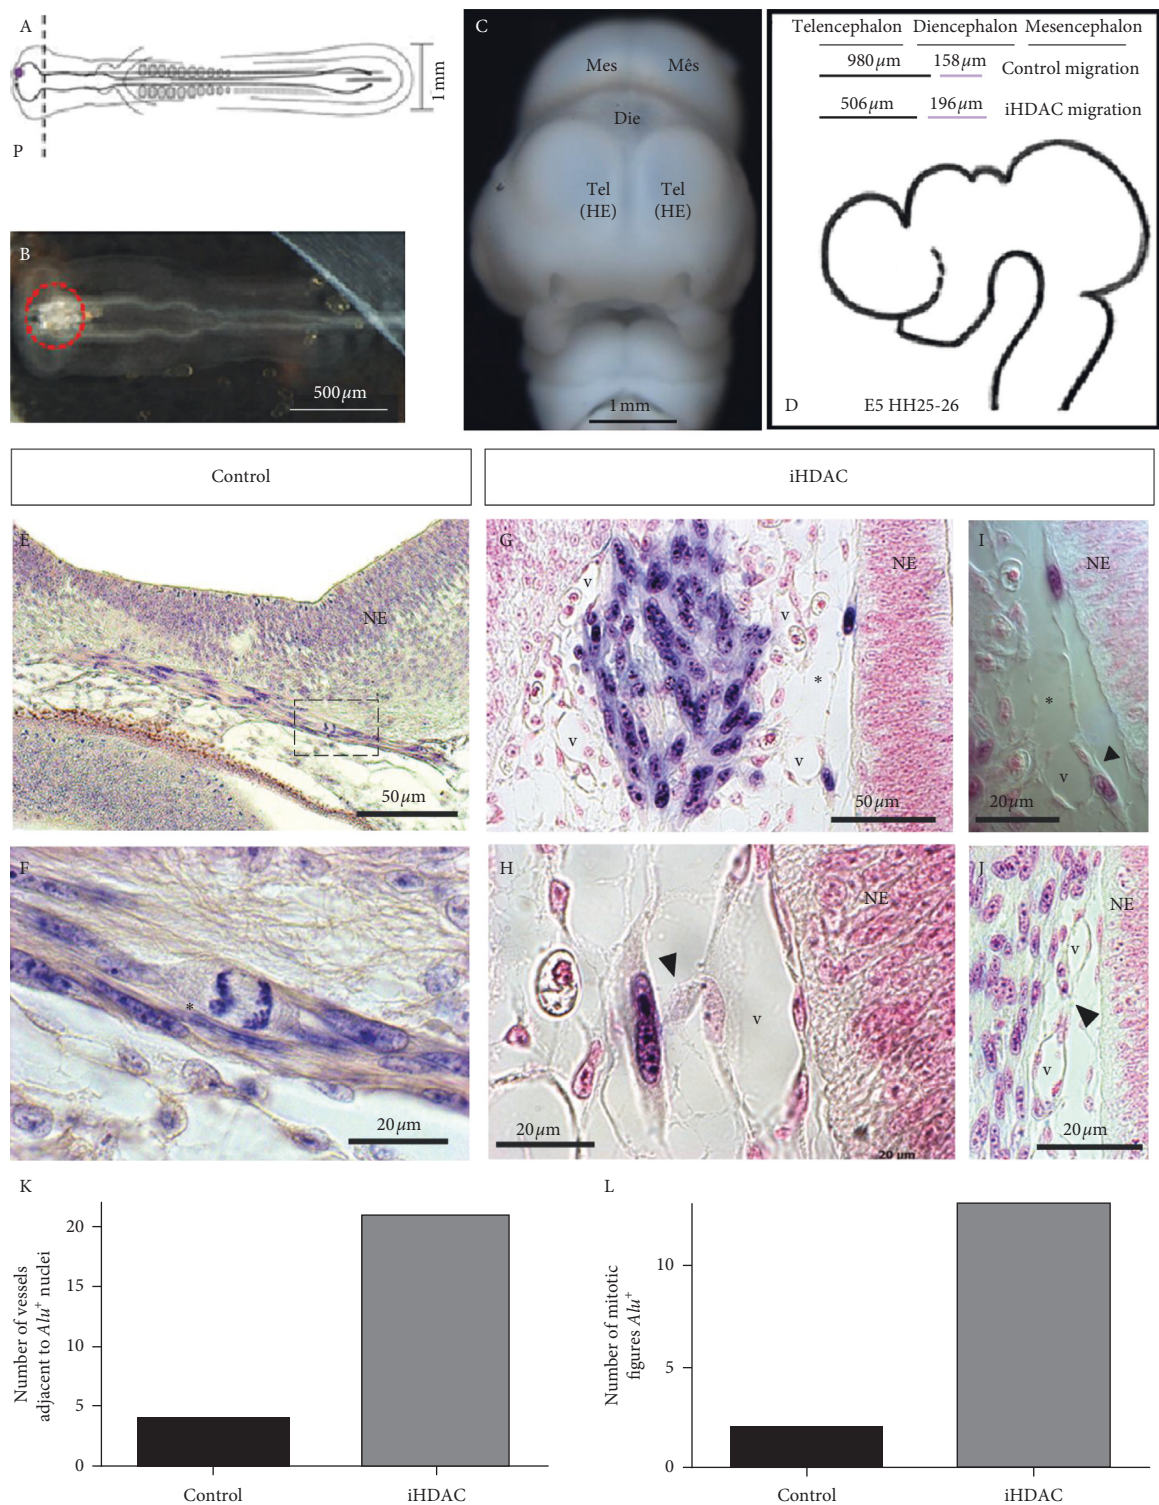 A
1 mm
P
B
500 μm
C
Mes
Mês
Die
Tel
(HE)
Tel
(HE)
Telencephalon Diencephalon Mesencephalon
980 μm 158 μm Control migration
506 μm 196 μm iHDAC migration
D
E5 HH25-26
Control
iHDAC
E
NE
50 μm
F
*
20 μm
G
v
NE
v
*
v
v
50 μm
H
NE
v
20 μm
20 μm
I
NE
*
v
20 μm
J
NE
v
v
20 μm
K
Number of vessels
adjacent to Alu+ nuclei
20
15
10
5
0
Control
iHDAC
L
Number of mitotic
figures Alu+
10
5
0
Control
iHDAC